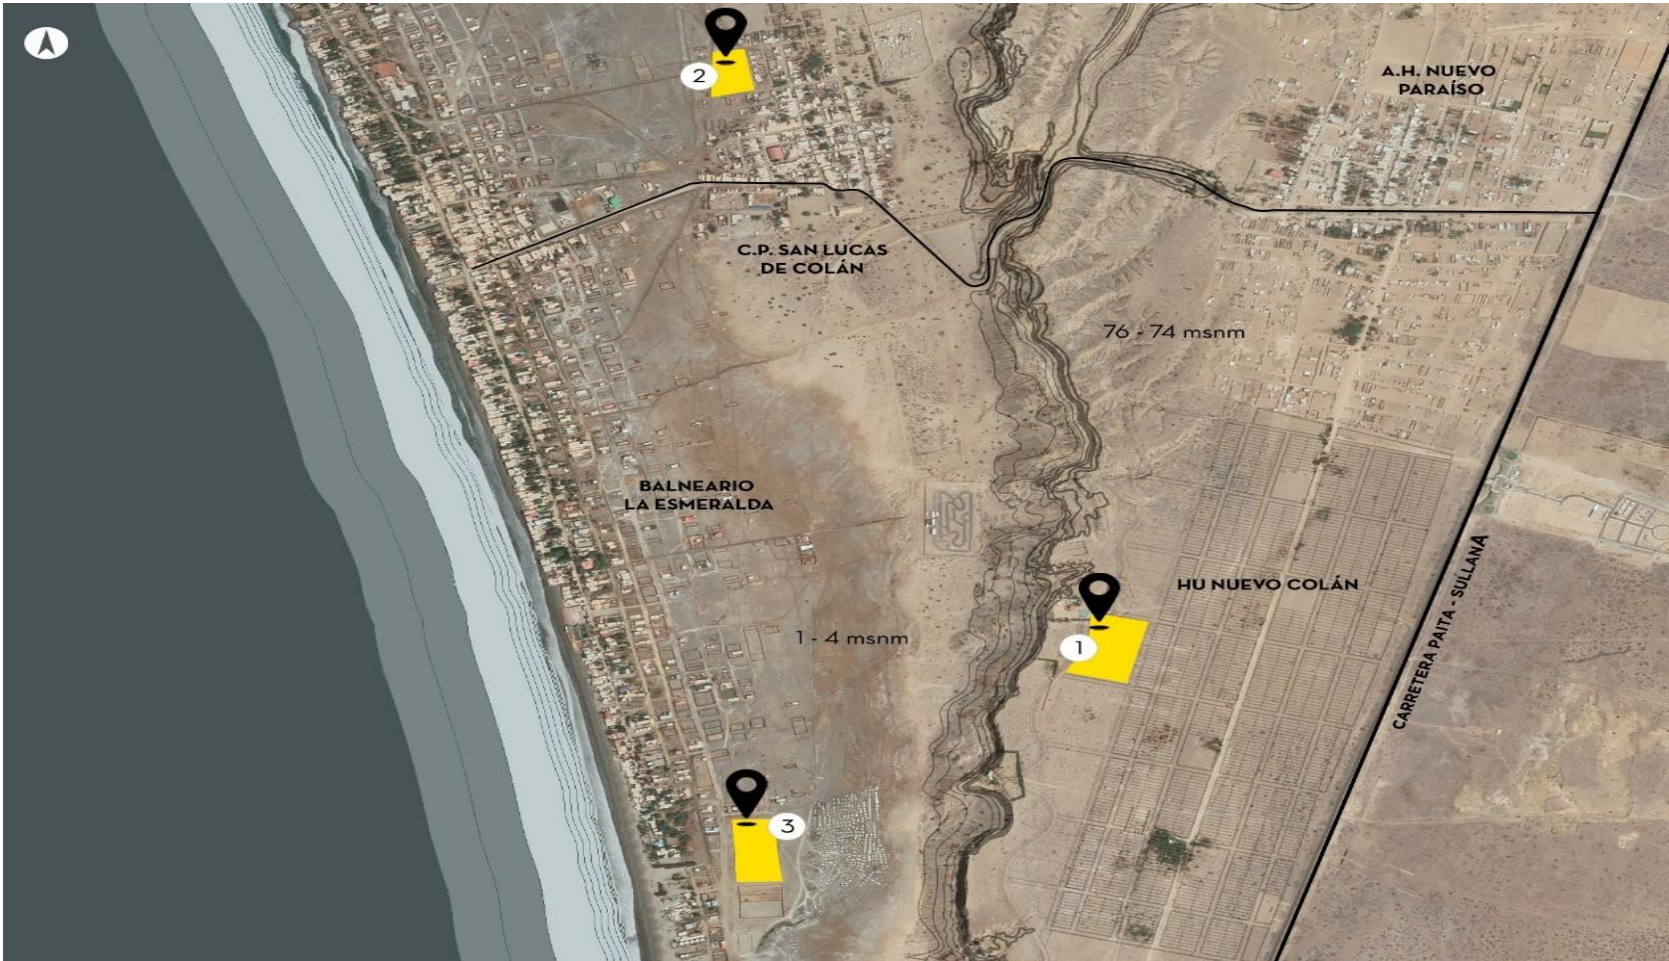 2
A.H. NUEVO
PARAÍSO
C.P. SAN LUCAS
DE COLÁN
76 - 74 msnm
BALNEARIO
LA ESMERALDA
HU NUEVO COLÁN
1 - 4 msnm
1
CARRETERA PAITA - SULLANA
3